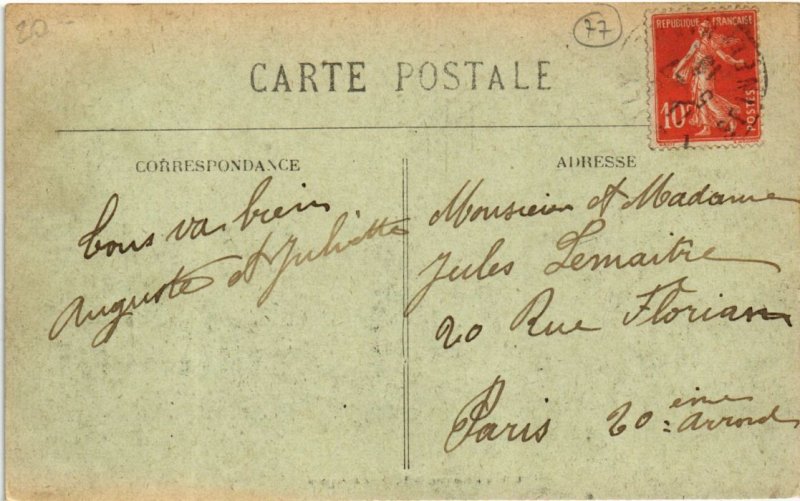 20-
77
CARTE POSTALE
REPUBLIQUE FRANÇAISE
10c
POSTES
CORRESPONDANCE
Tous va bien
Auguste et Juliette
ADRESSE
Monsieur et Madame
Jules Lemaitre
20 Rue Florian
Paris 20 = eme arrond